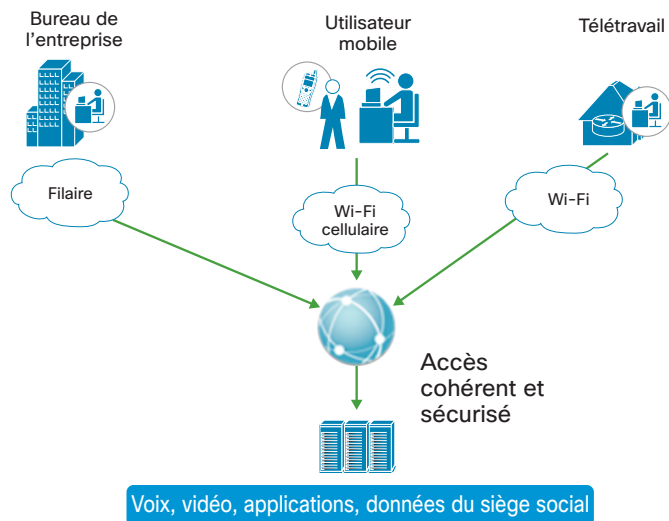 Bureau de
l'entreprise
Utilisateur
mobile
Télétravail
Filaire
Wi-Fi
cellulaire
Wi-Fi
Accès
cohérent et
sécurisé
Voix, vidéo, applications, données du siège social